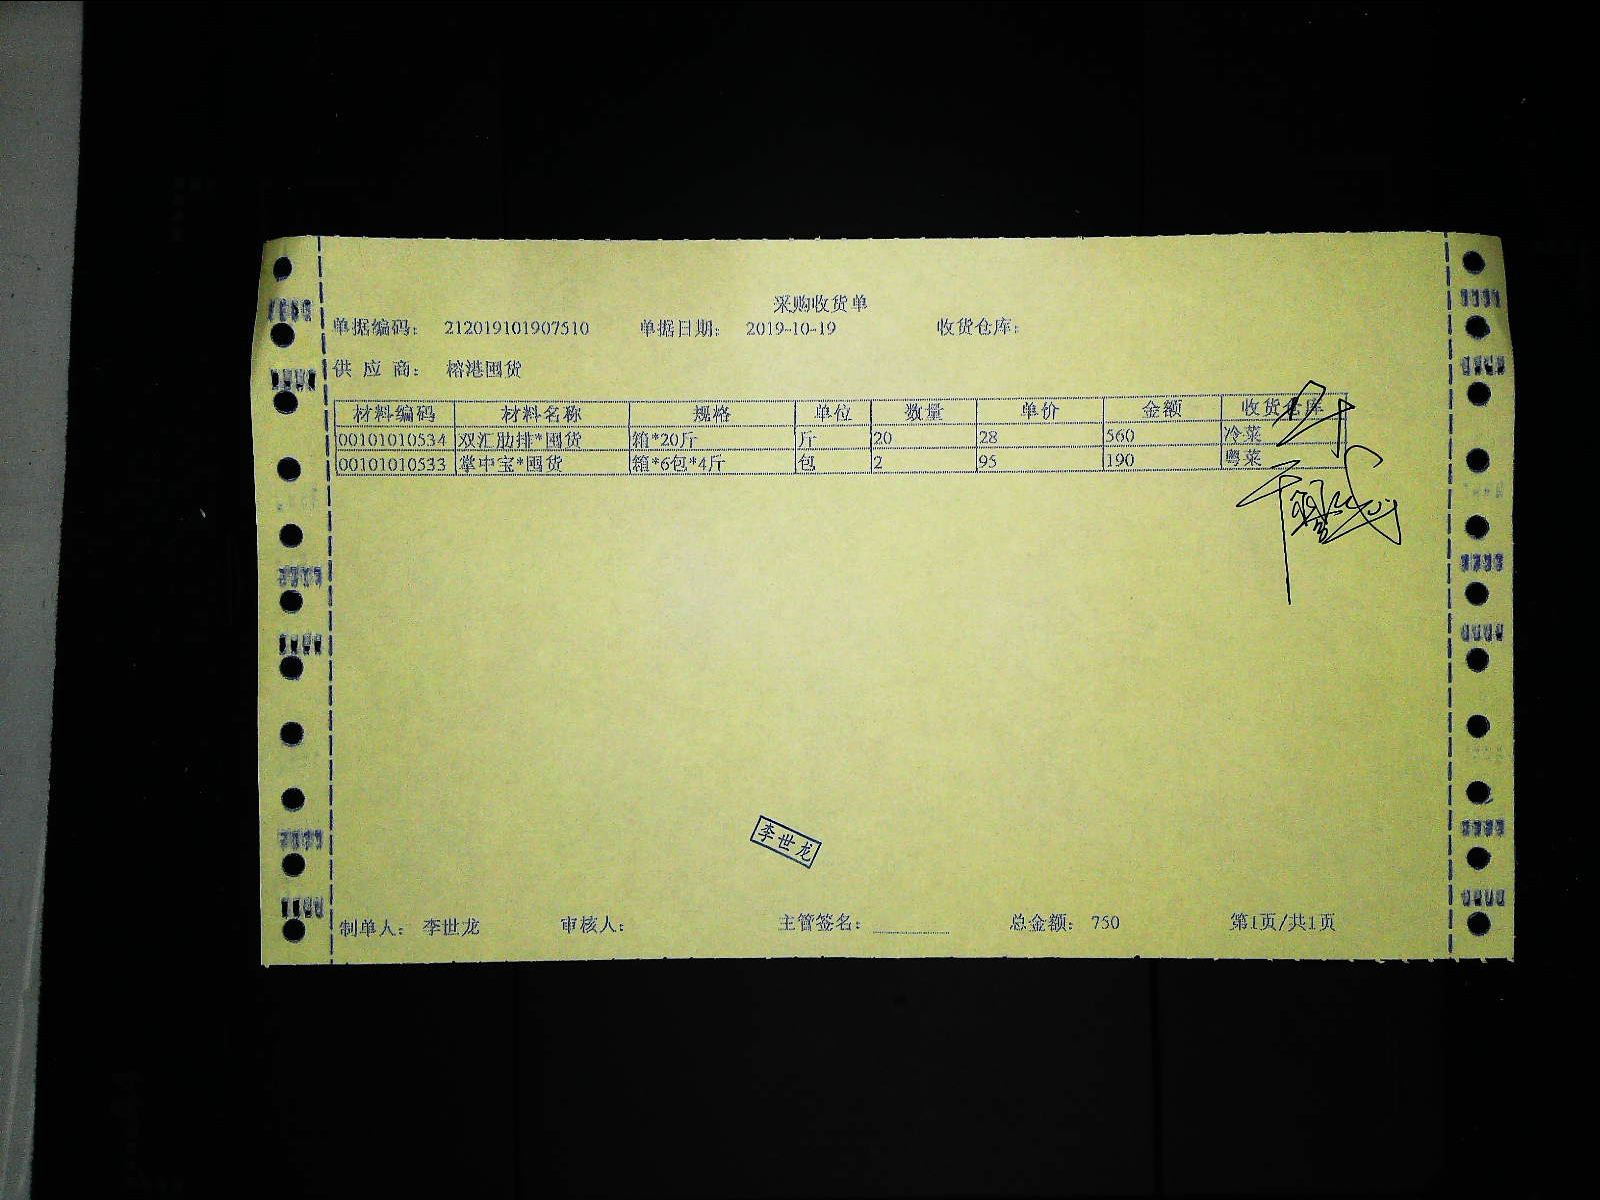 采购收货单
单据编码： 212019101907510 单据日期： 2019-10-19 收货仓库：
供 应 商： 榕港囤货
材料编码 材料名称 规格 单位 数量 单价 金额 收货仓库
00101010534 双汇肋排*囤货 箱*20斤 斤 20 28 560 冷菜
00101010533 掌中宝*囤货 箱*6包*4斤 包 2 95 190 粤菜
李世龙
制单人： 李世龙 审核人： 主管签名： 总金额： 750 第1页/共1页